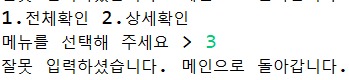 1.전체확인 2.상세확인
메뉴를 선택해 주세요 > 3
잘못 입력하셨습니다. 메인으로 돌아갑니다.